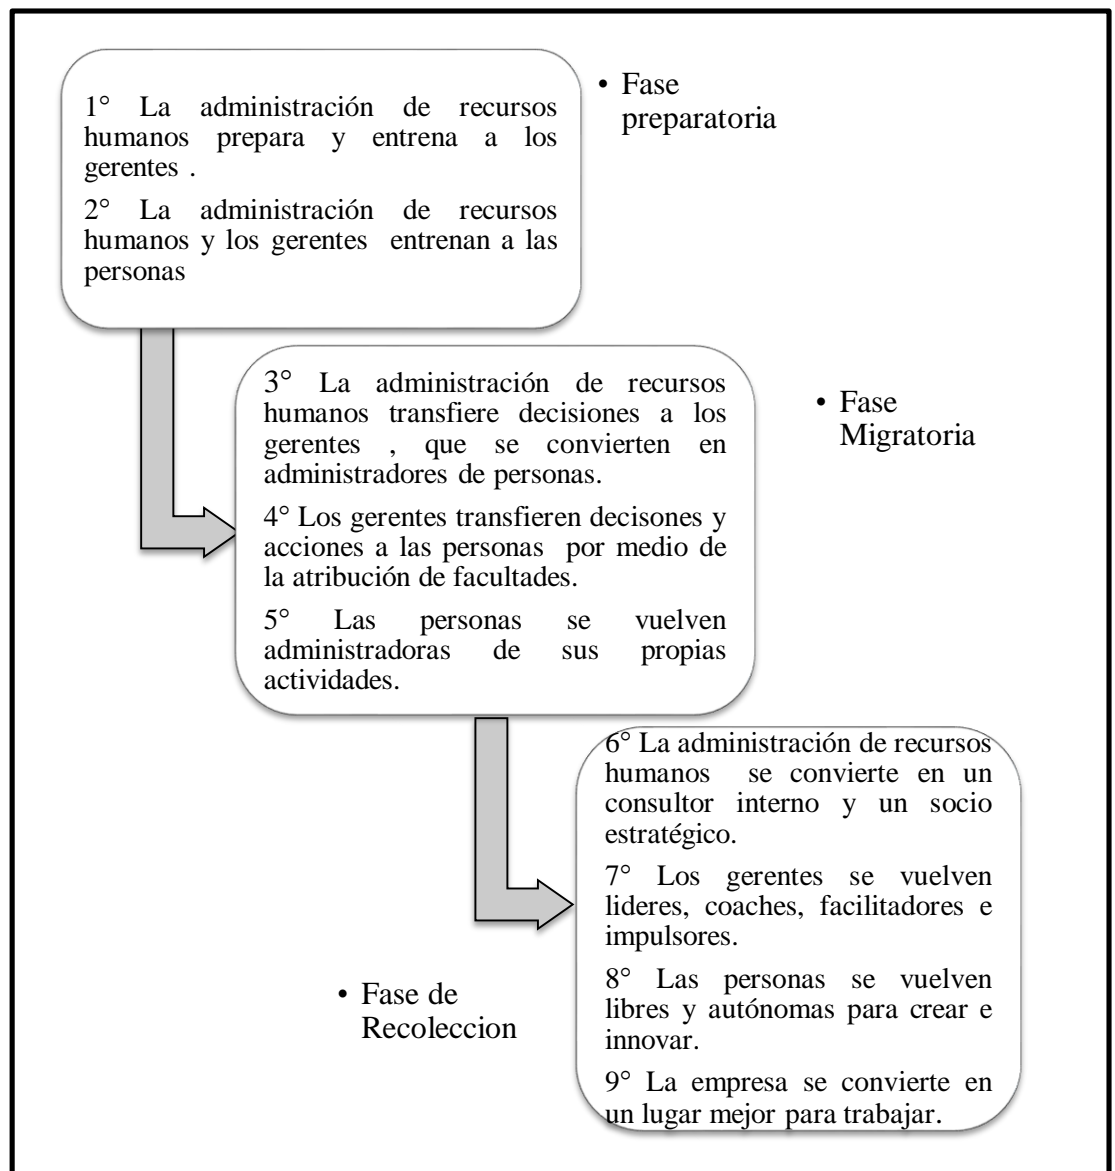 1° La administración de recursos
humanos prepara y entrena a los
gerentes .
2° La administración de recursos
humanos y los gerentes entrenan a las
personas
• Fase
preparatoria
3° La administración de recursos
humanos transfiere decisiones a los
gerentes , que se convierten en
administradores de personas.
4° Los gerentes transfieren decisones y
acciones a las personas por medio de
la atribución de facultades.
5° Las personas se vuelven
administradoras de sus propias
actividades.
• Fase
Migratoria
6° La administración de recursos
humanos se convierte en un
consultor interno y un socio
estratégico.
7° Los gerentes se vuelven
lideres, coaches, facilitadores e
impulsores.
8° Las personas se vuelven
libres y autónomas para crear e
innovar.
9° La empresa se convierte en
un lugar mejor para trabajar.
• Fase de
Recoleccion